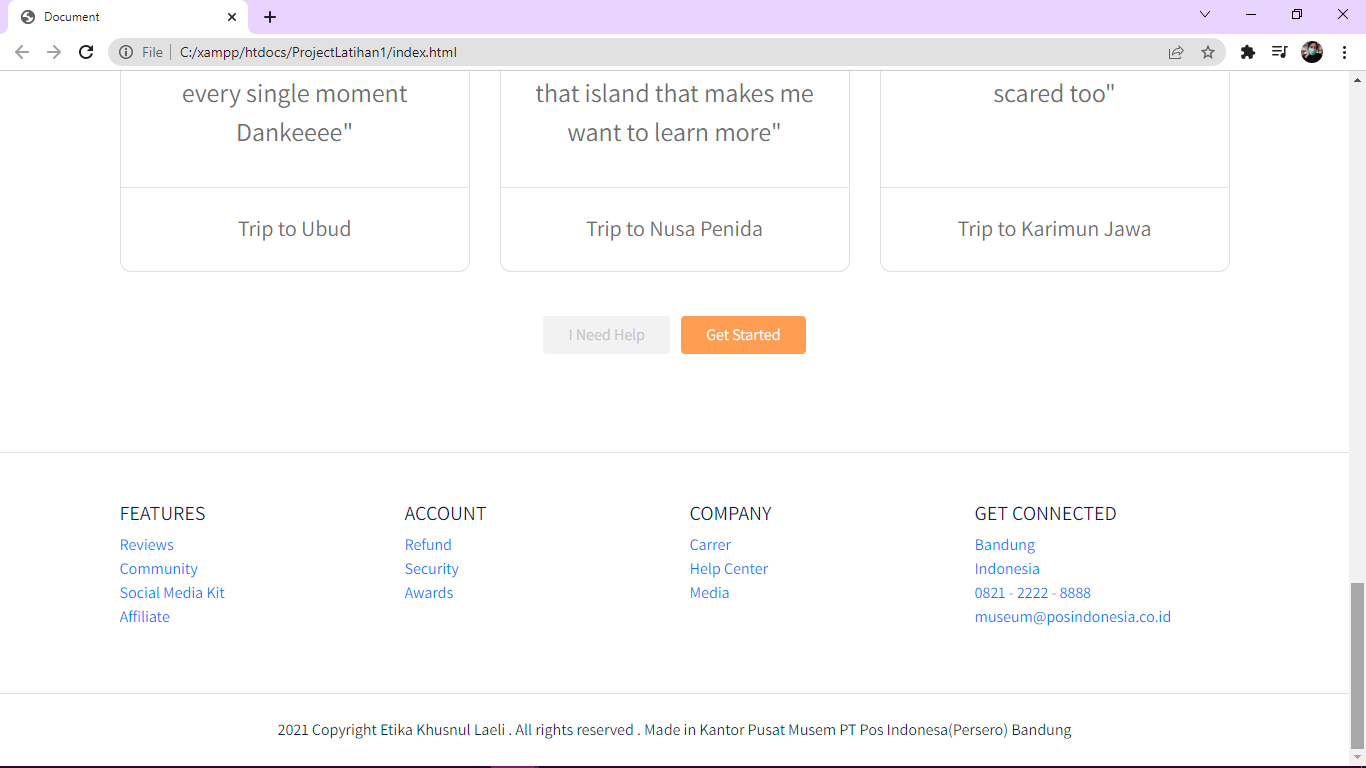 Document
File
C:/xampp/htdocs/ProjectLatihan1/index.html
every single moment
Dankeeee"
that island that makes me
want to learn more"
scared too"
Trip to Ubud
Trip to Nusa Penida
Trip to Karimun Jawa
I Need Help
Get Started
FEATURES
Reviews
Community
Social Media Kit
Affiliate
ACCOUNT
Refund
Security
Awards
COMPANY
Carrer
Help Center
Media
GET CONNECTED
Bandung
Indonesia
0821 - 2222 - 8888
museum@posindonesia.co.id
2021 Copyright Etika Khusnul Laeli . All rights reserved . Made in Kantor Pusat Musem PT Pos Indonesa(Persero) Bandung